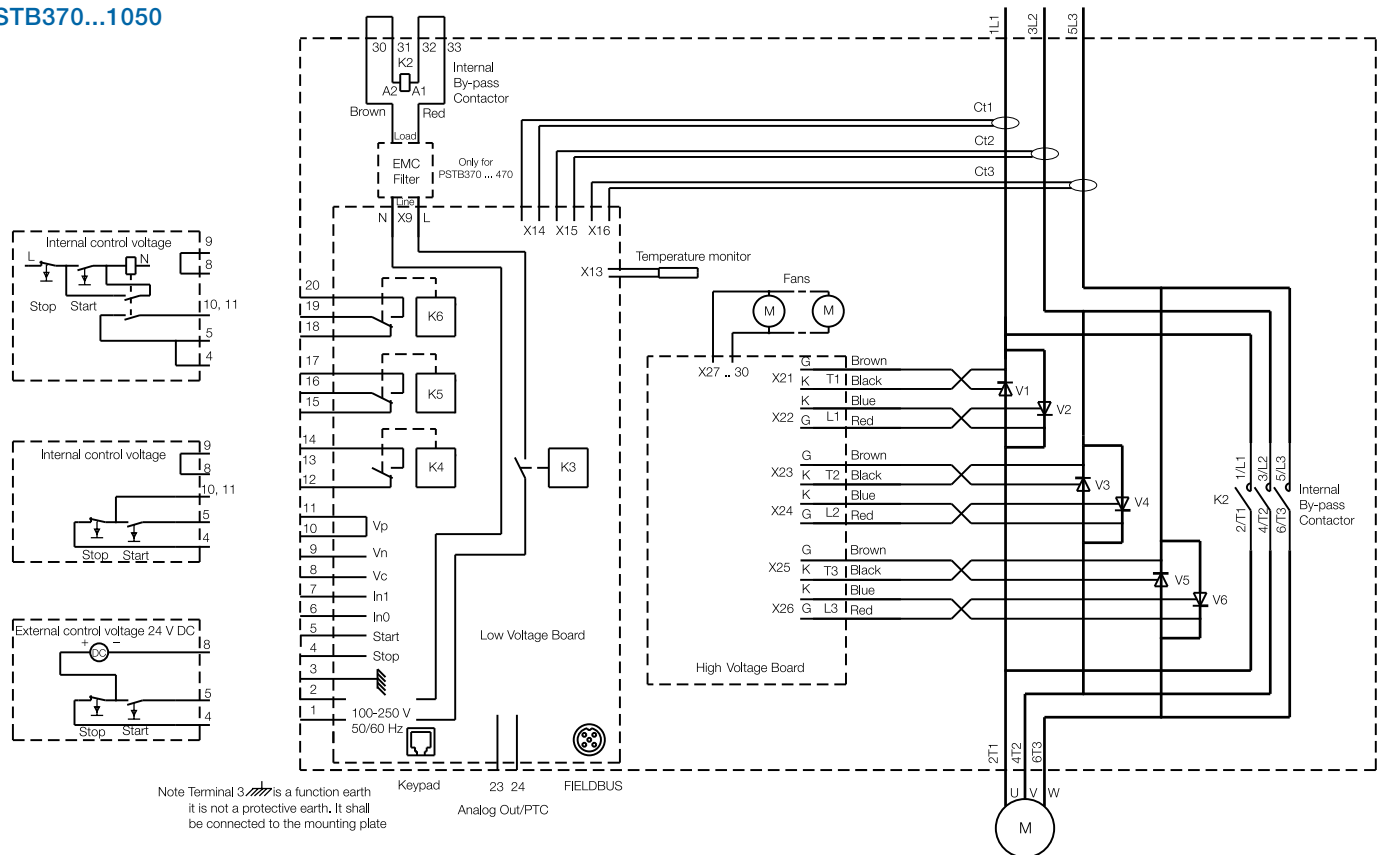 STB370...1050
1L1
3L2
5L3
30 31 32 33
K2
A2 A1
Internal
By-pass
Contactor
Brown Red
Load
EMC
Filter
Only for
PSTB370 ... 470
Line
N X9 L
Ct1
Ct2
Ct3
X14 X15 X16
X13
Temperature monitor
Fans
M M
X27 .. 30
Internal control voltage
L N
Stop Start
9
8
10, 11
5
4
Internal control voltage
Stop Start
9
8
10, 11
5
4
External control voltage 24 V DC
+ −
DC
Stop Start
8
5
4
20
19
18
K6
17
16
15
K5
14
13
12
K4
K3
11
10
Vp
9 Vn
8 Vc
7 In1
6 In0
5 Start
4 Stop
3
2
1
100-250 V
50/60 Hz
Low Voltage Board
Keypad
23 24
Analog Out/PTC
FIELDBUS
X21 G Brown
K T1 Black
K Blue
X22 G L1 Red
G Brown
X23 K T2 Black
K Blue
X24 G L2 Red
G Brown
X25 K T3 Black
K Blue
X26 G L3 Red
High Voltage Board
V1
V2
V3
V4
V5
V6
K2
1/L1
3/L2
5/L3
2/T1
4/T2
6/T3
Internal
By-pass
Contactor
2T1
4T2
6T3
U V W
M
Note Terminal 3 is a function earth
it is not a protective earth. It shall
be connected to the mounting plate